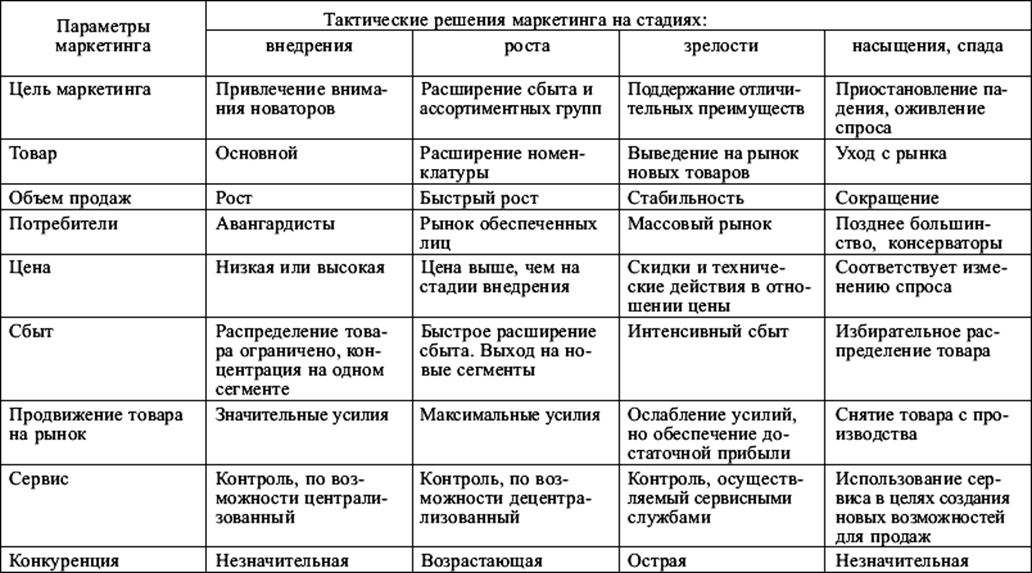 Параметры
маркетинга
Тактические решения маркетинга на стадиях:
внедрения
роста
зрелости
насыщения, спада
Цель маркетинга
Привлечение внима-
ния новаторов
Расширение сбыта и
ассортиментных групп
Поддержание отличи-
тельных преимуществ
Приостановление па-
дения, оживление
спроса
Товар
Основной
Расширение номен-
клатуры
Выведение на рынок
новых товаров
Уход с рынка
Объем продаж
Рост
Быстрый рост
Стабильность
Сокращение
Потребители
Авангардисты
Рынок обеспеченных
лиц
Массовый рынок
Позднее большин-
ство, консерваторы
Цена
Низкая или высокая
Цена выше, чем на
стадии внедрения
Скидки и техниче-
ские действия в отно-
шении цены
Соответствует изме-
нению спроса
Сбыт
Распределение това-
ра ограничено, кон-
центрация на одном
сегменте
Быстрое расширение
сбыта. Выход на но-
вые сегменты
Интенсивный сбыт
Избирательное рас-
пределение товара
Продвижение товара
на рынок
Значительные усилия
Максимальные усилия
Ослабление усилий,
но обеспечение до-
статочной прибыли
Снятие товара с про-
изводства
Сервис
Контроль, по воз-
можности централи-
зованный
Контроль, по воз-
можности децентра-
лизованный
Контроль, осуществ-
ляемый сервисными
службами
Использование сер-
виса в целях создания
новых возможностей
для продаж
Конкуренция
Незначительная
Возрастающая
Острая
Незначительная